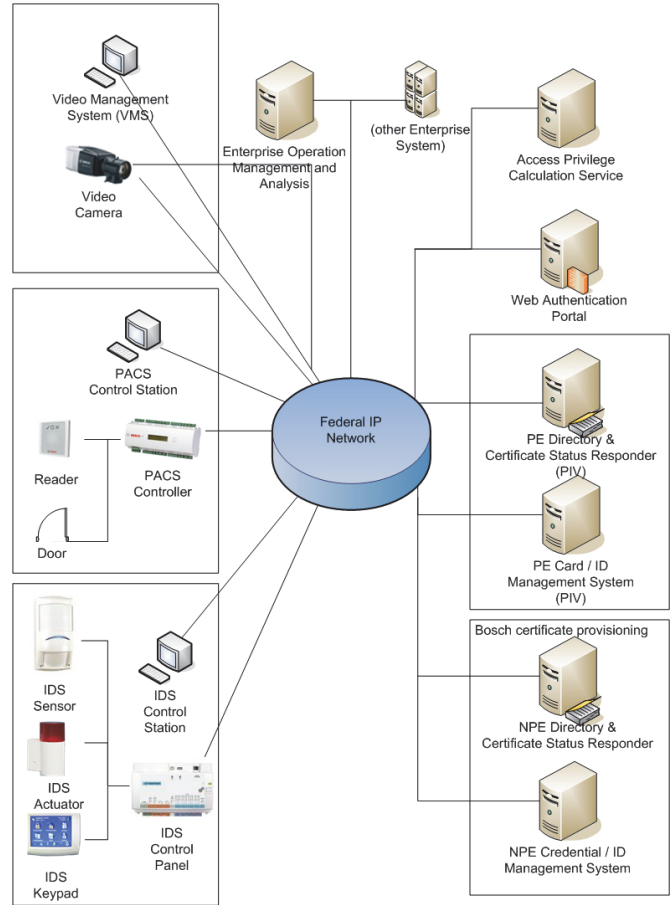 Video Management
System (VMS)
Video
Camera
Enterprise Operation
Management and
Analysis
(other Enterprise
System)
Access Privilege
Calculation Service
Web Authentication
Portal
PACS
Control Station
Reader
PACS
Controller
Door
Federal IP
Network
PE Directory &
Certificate Status Responder
(PIV)
PE Card / ID
Management System
(PIV)
IDS
Sensor
IDS
Control
Station
IDS
Actuator
IDS
Control
Panel
IDS
Keypad
Bosch certificate provisioning
NPE Directory &
Certificate Status Responder
NPE Credential / ID
Management System